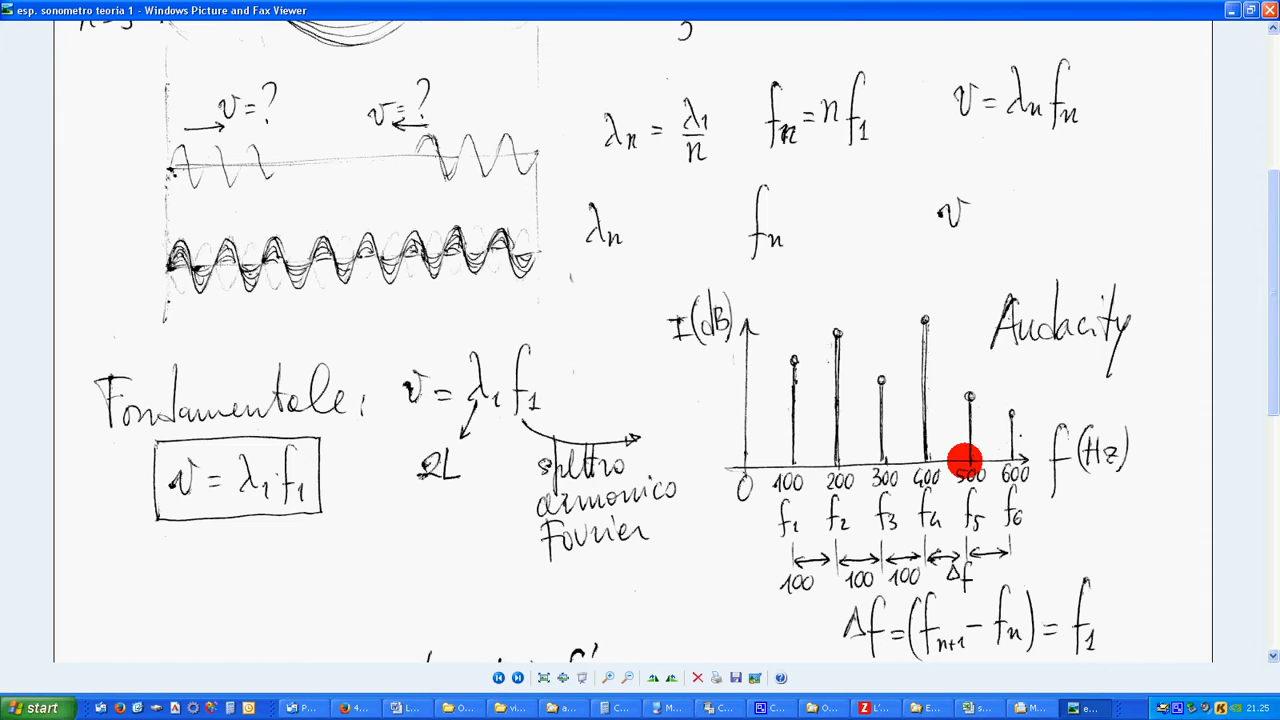 esp. sonometro teoria 1 - Windows Picture and Fax Viewer
v = ?
v = ?
λn = λ1/n
fn = n f1
v = λn fn
λn
fn
v
I (dB)
Audacity
Fondamentale:
v = λ1 f1
v = λ1 f1
2L
spettro
armonico
Fourier
f (Hz)
0 100 200 300 400 500 600
f1 f2 f3 f4 f5 f6
100 100 100 Δf
Δf = (fn+1 - fn) = f1
start
P...
4...
L...
O...
vi...
a...
C...
M...
C...
C...
O...
L'...
E...
s...
M...
e...
21.25